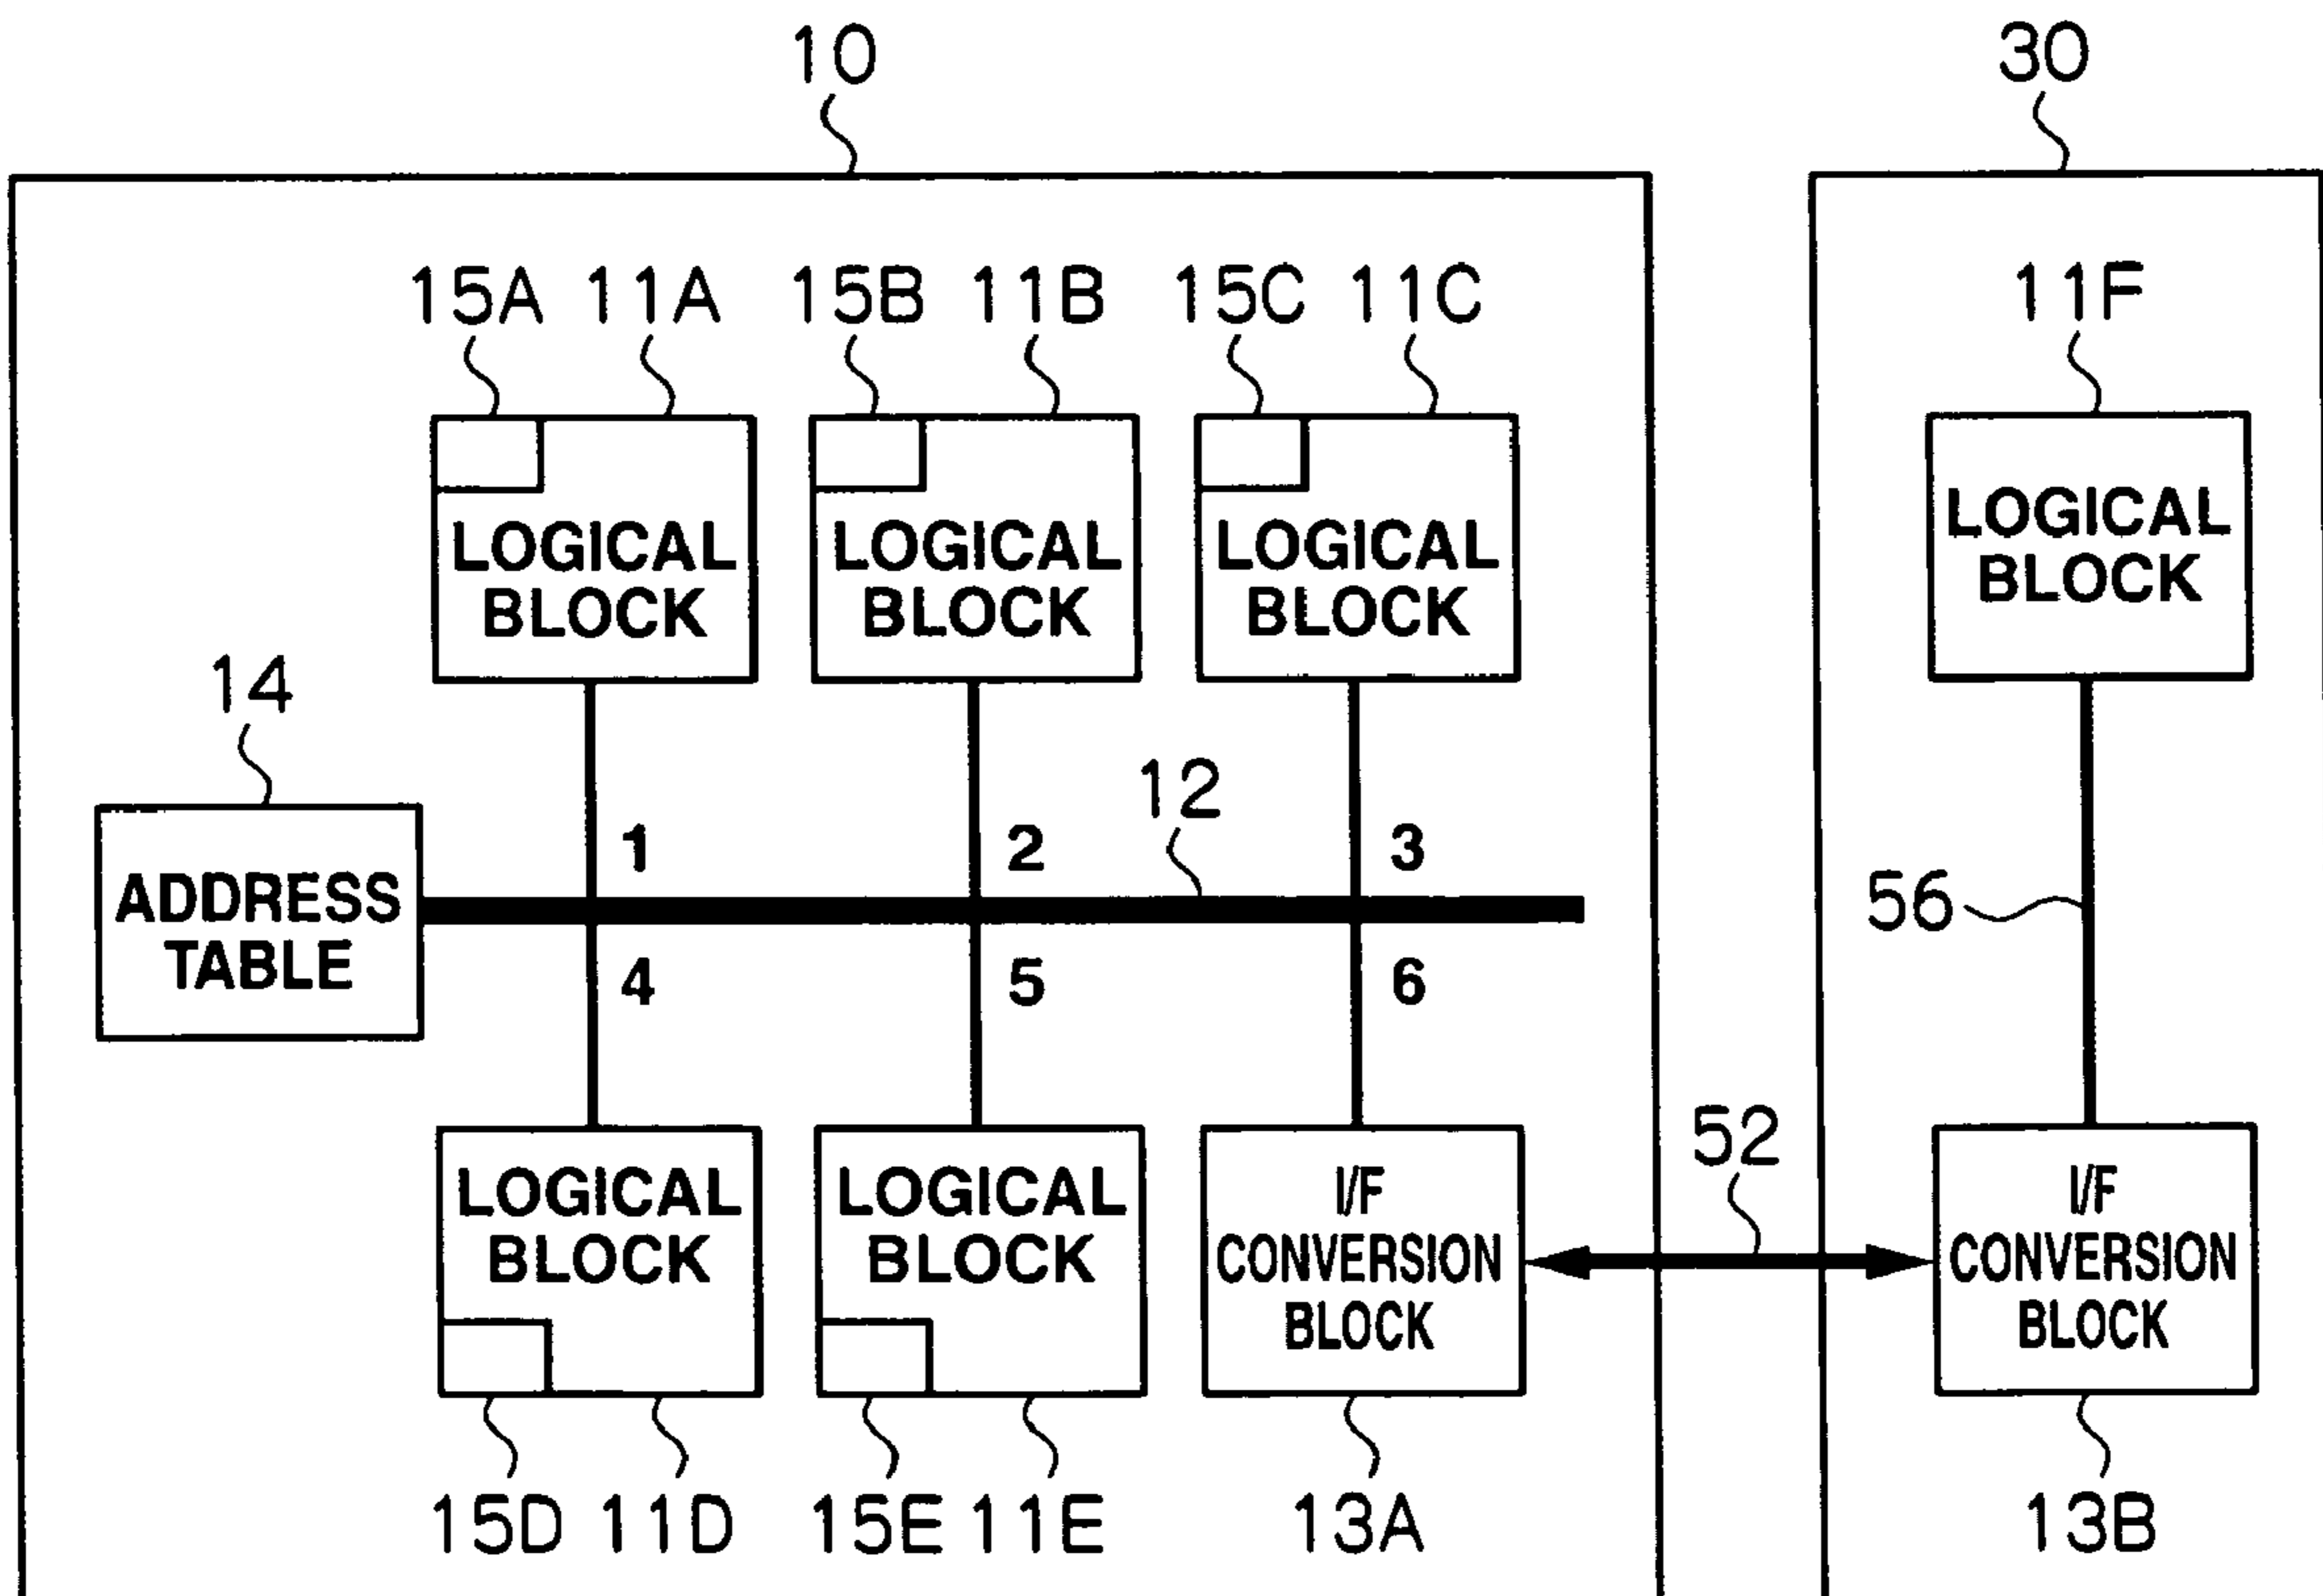 10
30
15A 11A 15B 11B 15C 11C
11F
LOGICAL
BLOCK
LOGICAL
BLOCK
LOGICAL
BLOCK
LOGICAL
BLOCK
14
12
1
2
3
ADDRESS
TABLE
56
4
5
6
52
LOGICAL
BLOCK
LOGICAL
BLOCK
I/F
CONVERSION
BLOCK
I/F
CONVERSION
BLOCK
15D 11D 15E 11E
13A
13B